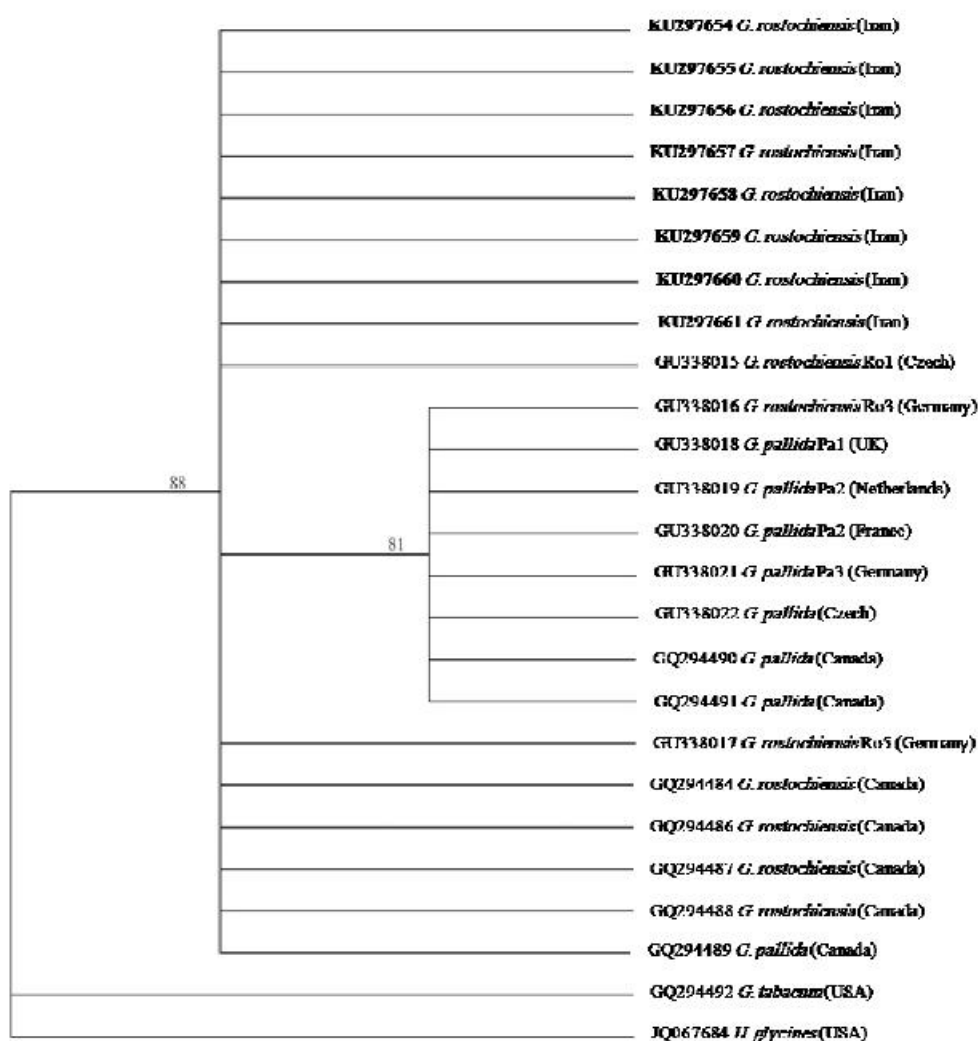 KU297654 G. rostochiensis (Iran)
KU297655 G. rostochiensis (Iran)
KU297656 G. rostochiensis (Iran)
KU297657 G. rostochiensis (Iran)
KU297658 G. rostochiensis (Iran)
KU297659 G. rostochiensis (Iran)
KU297660 G. rostochiensis (Iran)
KU297661 G rostochiensis (Iran)
GU338015 G. rostochiensis Ro1 (Czech)
GU338016 G. rostochiensis Ro3 (Germany)
GU338018 G. pallida Pa1 (UK)
88
GU338019 G. pallida Pa2 (Netherlands)
GU338020 G. pallida Pa2 (France)
81
GU338021 G. pallida Pa3 (Germany)
GU338022 G. pallida (Czech)
GQ294490 G. pallida (Canada)
GQ294491 G. pallida (Canada)
GU338017 G. rostochiensis Ro5 (Germany)
GQ294484 G. rostochiensis (Canada)
GQ294486 G. rostochiensis (Canada)
GQ294487 G. rostochiensis (Canada)
GQ294488 G. rostochiensis (Canada)
GQ294489 G. pallida (Canada)
GQ294492 G. tabacum (USA)
JQ067684 H glycines (USA)